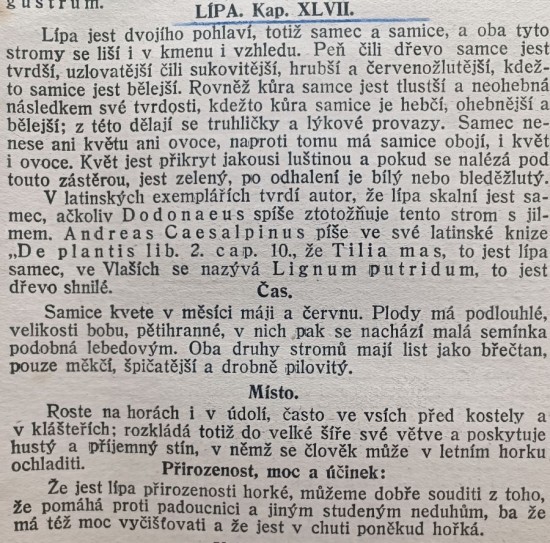 gustrum.
LÍPA. Kap. XLVII.
Lípa jest dvojího pohlaví, totiž samec a samice, a oba tyto
stromy se liší i v kmenu i vzhledu. Peň čili dřevo samce jest
tvrdší, uzlovatější čili sukovitější, hrubší a červenožlutější, kdež-
to samice jest bělejší. Rovněž kůra samce jest tlustší a neohebná
následkem své tvrdosti, kdežto kůra samice je hebčí, ohebnější a
bělejší; z této dělají se truhličky a lýkové provazy. Samec ne-
nese ani květu ani ovoce, naproti tomu má samice obojí, i květ
i ovoce. Květ jest přikryt jakousi luštinou a pokud se nalézá pod
touto zástěrou, jest zelený, po odhalení je bílý nebo bleděžlutý.
V latinských exemplářích tvrdí autor, že lípa skalní jest sa-
mec, ačkoliv Dodonaeus spíše ztotožňuje tento strom s jil-
mem. Andreas Caesalpinus píše ve své latinské knize
„De plantis lib. 2. cap. 10., že Tilia mas, to jest lípa
samec, ve Vlaších se nazývá Lignum putridum, to jest
dřevo shnilé.
Čas.
Samice kvete v měsíci máji a červnu. Plody má podlouhlé,
velikosti bobu, pětihranné, v nich pak se nachází malá semínka
podobná lebedovým. Oba druhy stromů mají list jako břečtan,
pouze měkčí, špičatější a drobně pilovitý.
Místo.
Roste na horách i v údolí, často ve vsích před kostely a
v klášteřích; rozkládá totiž do velké šíře své větve a poskytuje
hustý a příjemný stín, v němž se člověk může v letním horku
ochladiti.
Přirozenost, moc a účinek:
Že jest lípa přirozenosti horké, můžeme dobře souditi z toho,
že pomáhá proti padoucnici a jiným studeným neduhům, ba že
má též moc vyčišťovati a že jest v chuti poněkud hořká.